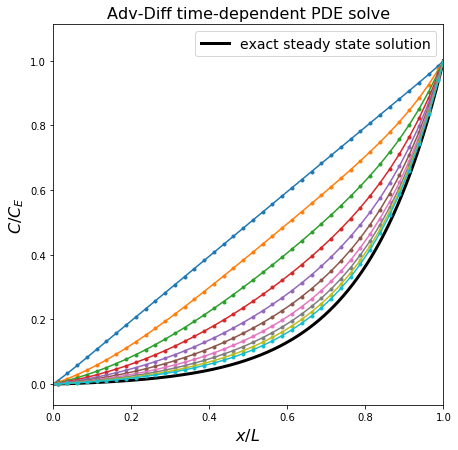 Adv-Diff time-dependent PDE solve
exact steady state solution
C/C_E
1.0
0.8
0.6
0.4
0.2
0.0
0.0 0.2 0.4 0.6 0.8 1.0
x/L